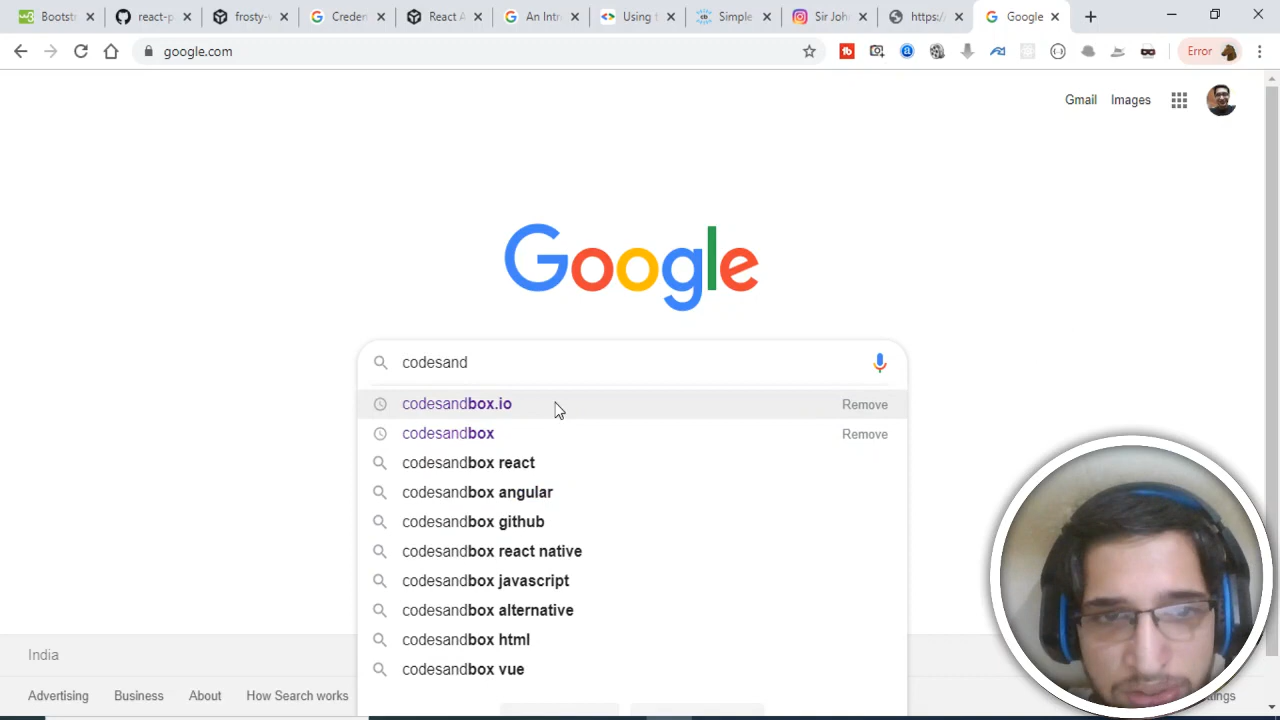 Bootst
react-p
frosty-s
Creden
React A
An Intr
Using t
Simple
Sir Joh
https:/
Google
google.com
Error
Gmail
Images
Google
codesand
codesandbox.io
Remove
codesandbox
Remove
codesandbox react
codesandbox angular
codesandbox github
codesandbox react native
codesandbox javascript
codesandbox alternative
codesandbox html
codesandbox vue
India
Advertising
Business
About
How Search works